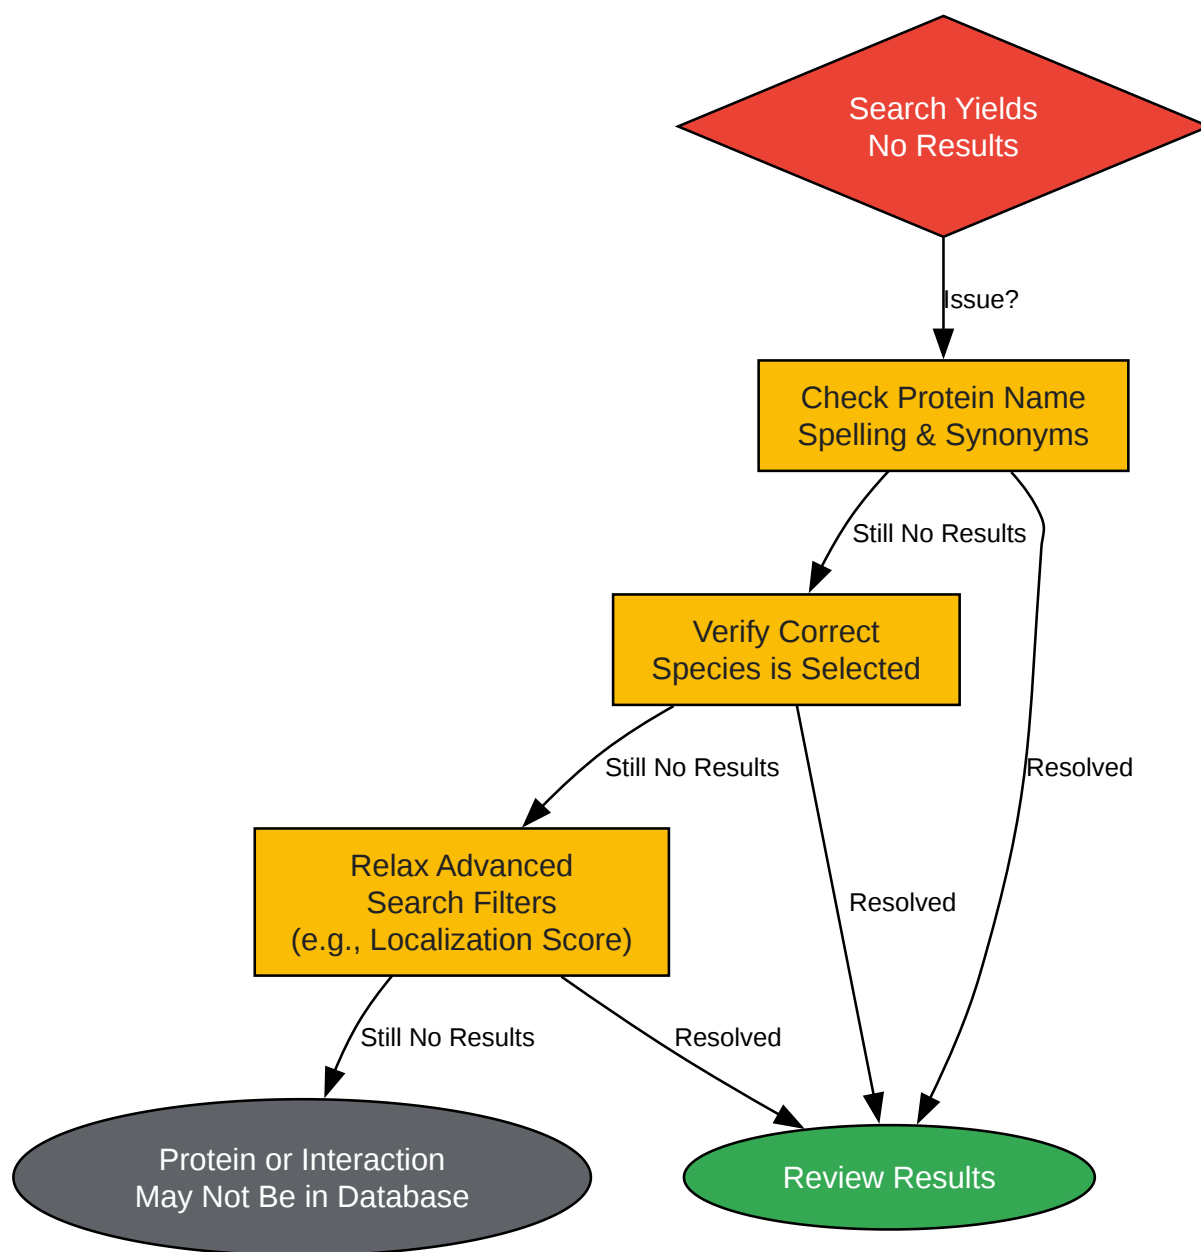 Search Yields
No Results
Issue?
Check Protein Name
Spelling & Synonyms
Still No Results
Verify Correct
Species is Selected
Still No Results
Resolved
Relax Advanced
Search Filters
(e.g., Localization Score)
Resolved
Still No Results
Resolved
Protein or Interaction
May Not Be in Database
Review Results